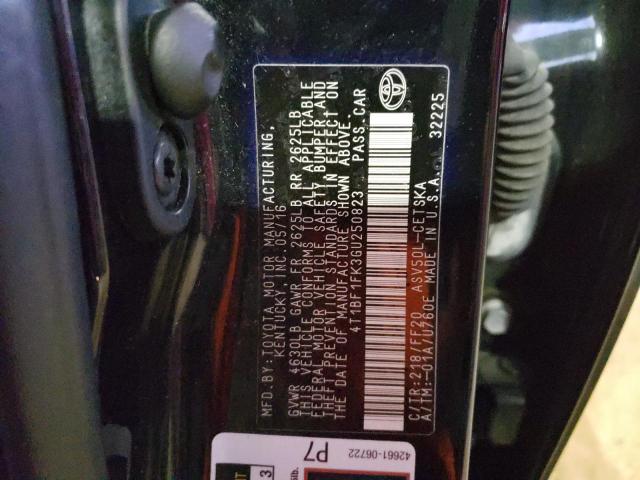 MFD.BY:TOYOTA MOTOR MANUFACTURING,
KENTUCKY, INC. 05/16
GVWR 4630LB GAWR FR 2625LB RR 2625LB
THIS VEHICLE CONFORMS TO ALL APPLICABLE
FEDERAL MOTOR VEHICLE SAFETY, BUMPER AND
THEFT PREVENTION STANDARDS IN EFFECT ON
THE DATE OF MANUFACTURE SHOWN ABOVE.
4T1BF1FK3GU250823 PASS.CAR
C/TR:218/FF20 ASV50L-CETSKA
A/TM:-01A/U760E MADE IN U.S.A. 32225
42661-06722
P7
3